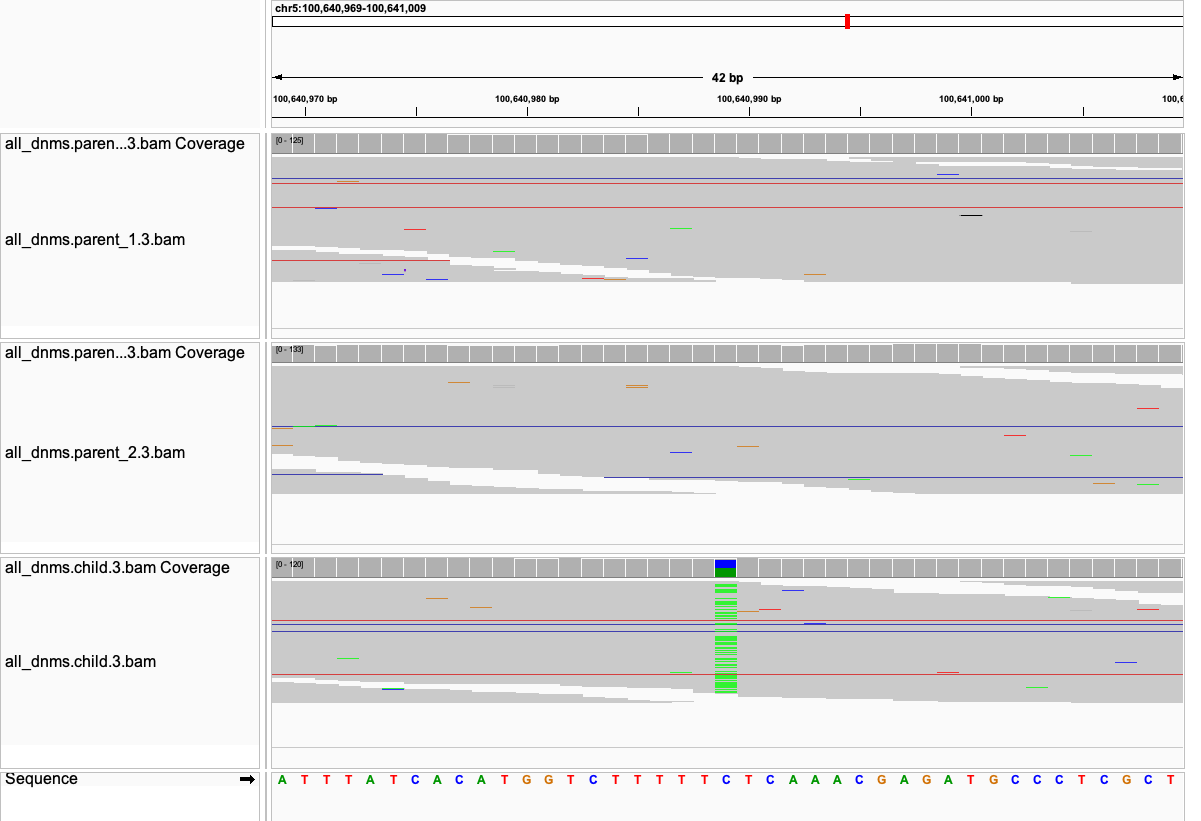 chr5:100,640,969-100,641,009
42 bp
100,640,970 bp 100,640,980 bp 100,640,990 bp 100,641,000 bp 100,6
all_dnms.paren...3.bam Coverage
[0 - 125]
all_dnms.parent_1.3.bam
all_dnms.paren...3.bam Coverage
[0 - 133]
all_dnms.parent_2.3.bam
all_dnms.child.3.bam Coverage
[0 - 120]
all_dnms.child.3.bam
Sequence
A T T T A T C A C A T G G T C T T T T T C T C A A A C G A G A T G C C C T C G C T